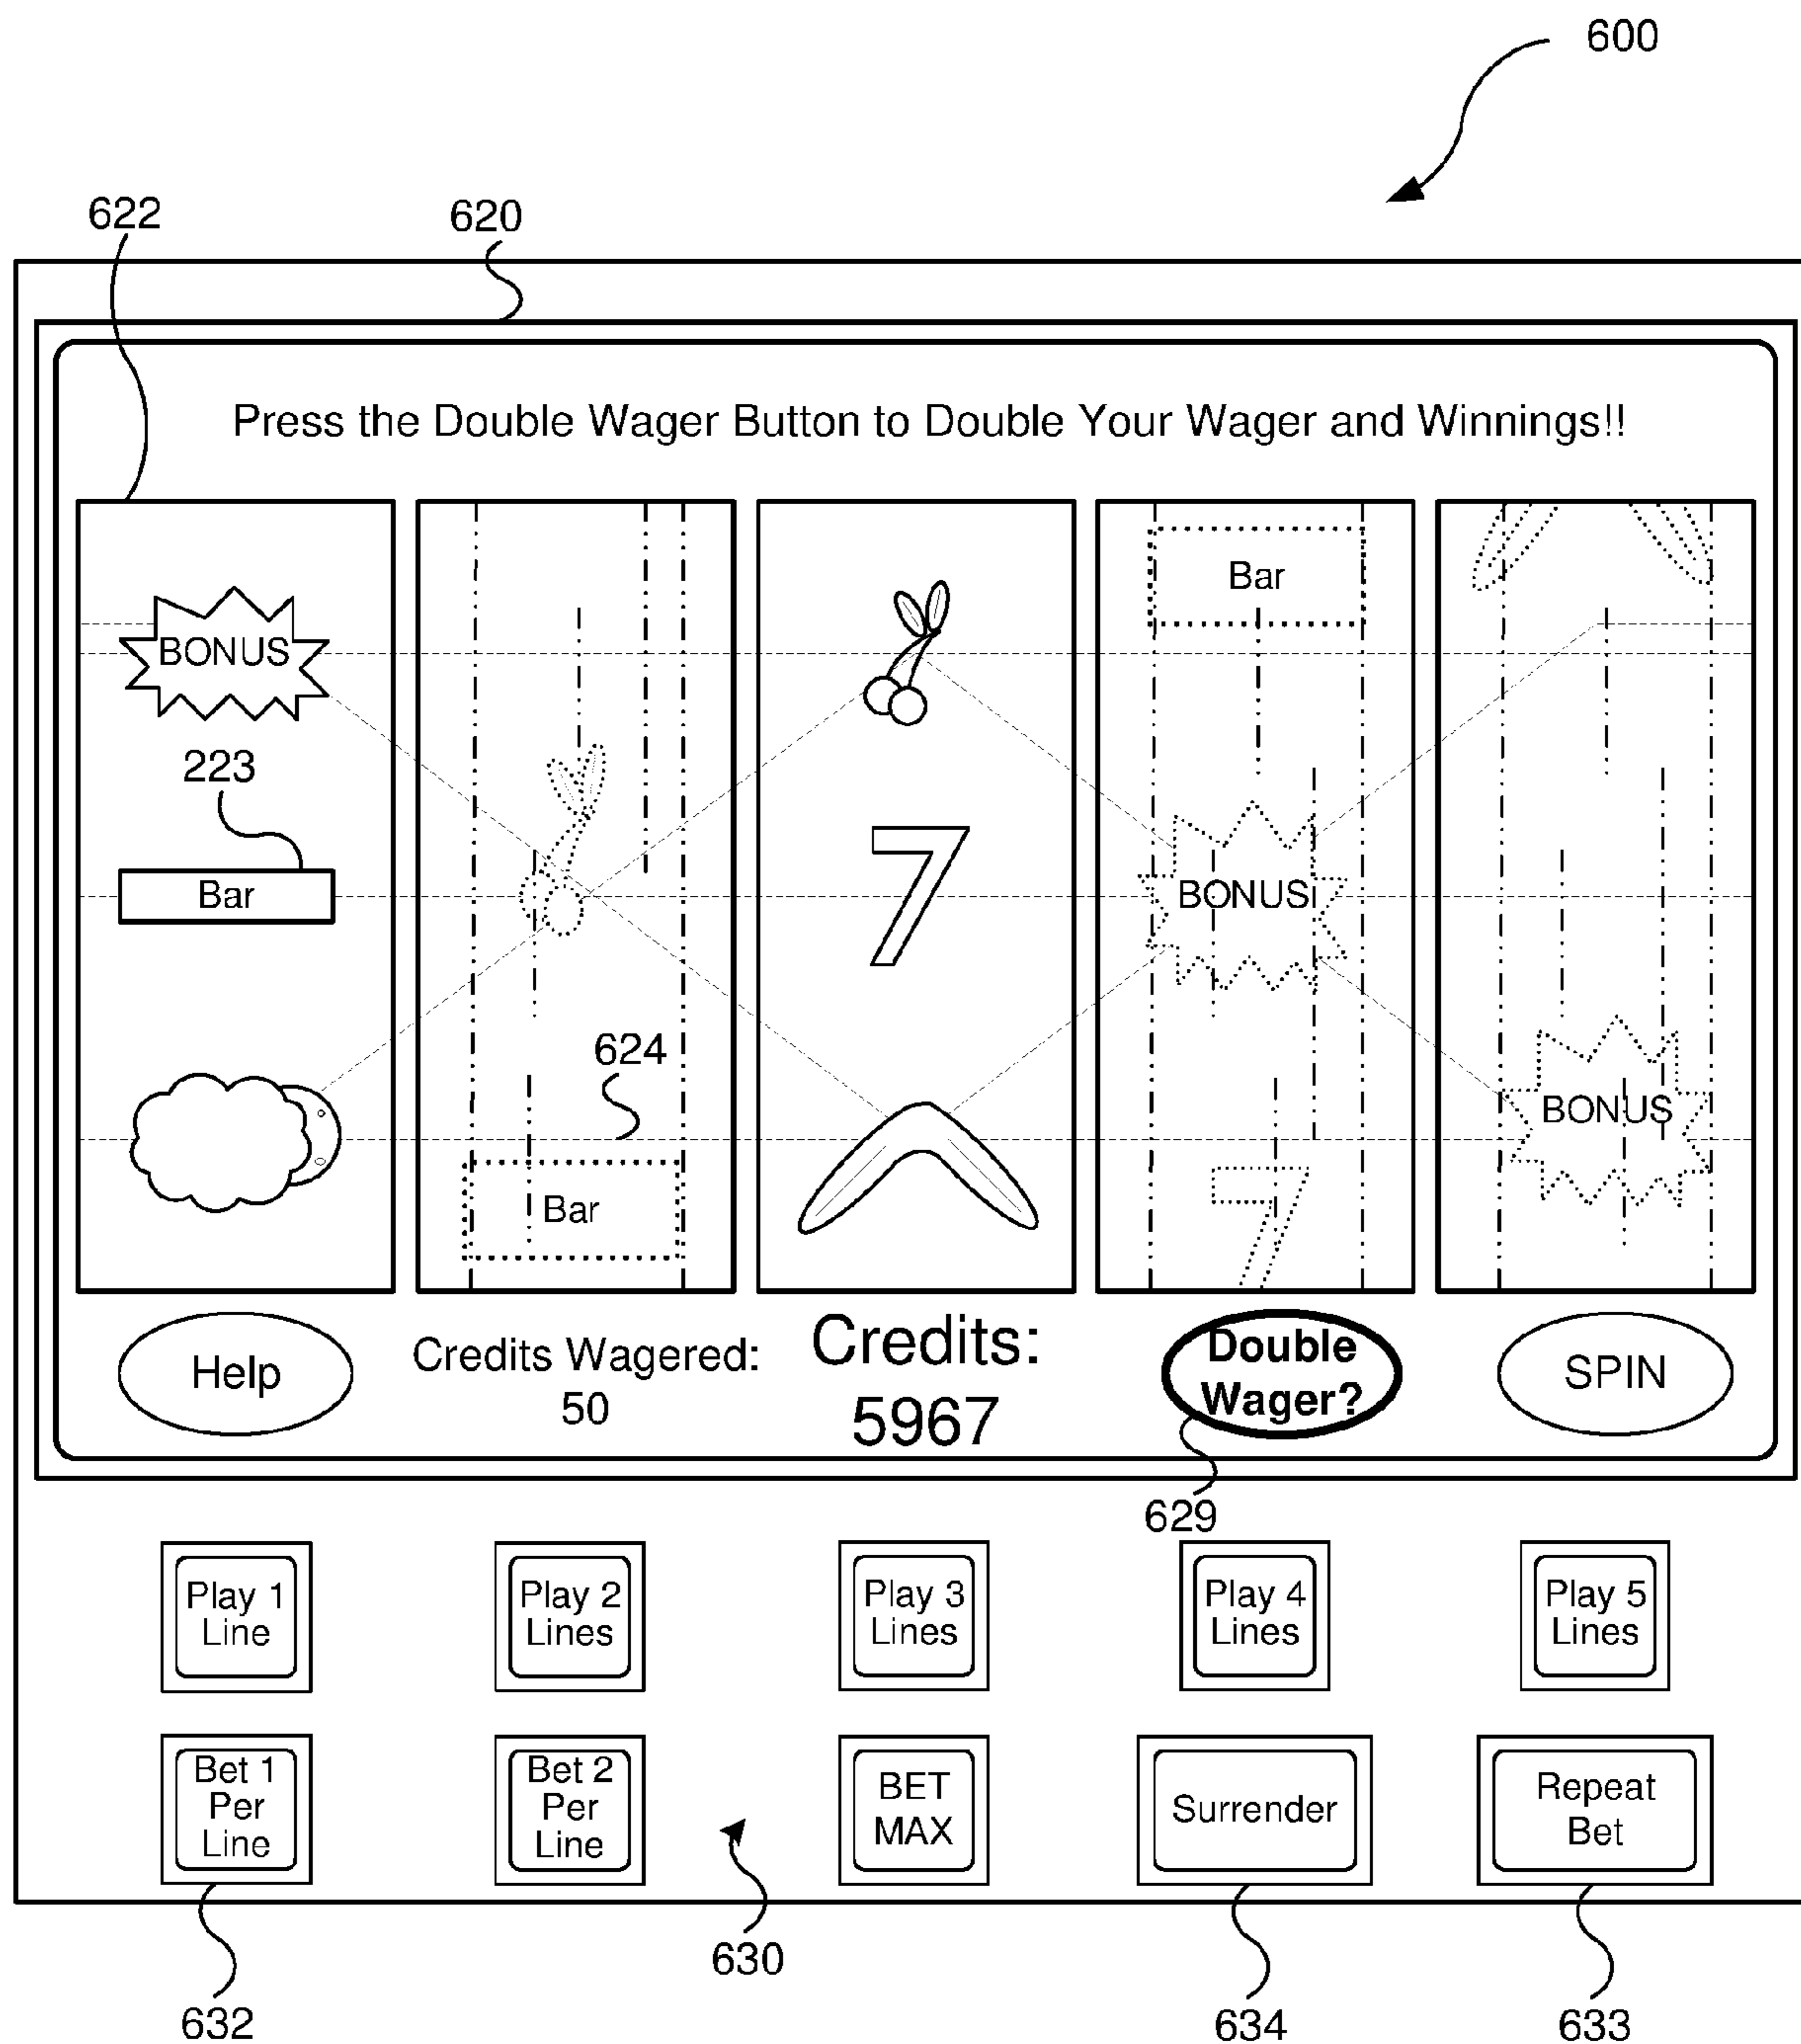 600
622
620
Press the Double Wager Button to Double Your Wager and Winnings!!
Bar
BONUS
223
7
Bar
BONUS
624
BONUS
Bar
7
Help
Credits Wagered:
50
Credits:
5967
Double
Wager?
SPIN
629
Play 1
Line
Play 2
Lines
Play 3
Lines
Play 4
Lines
Play 5
Lines
Bet 1
Per
Line
Bet 2
Per
Line
BET
MAX
Surrender
Repeat
Bet
630
632
634
633